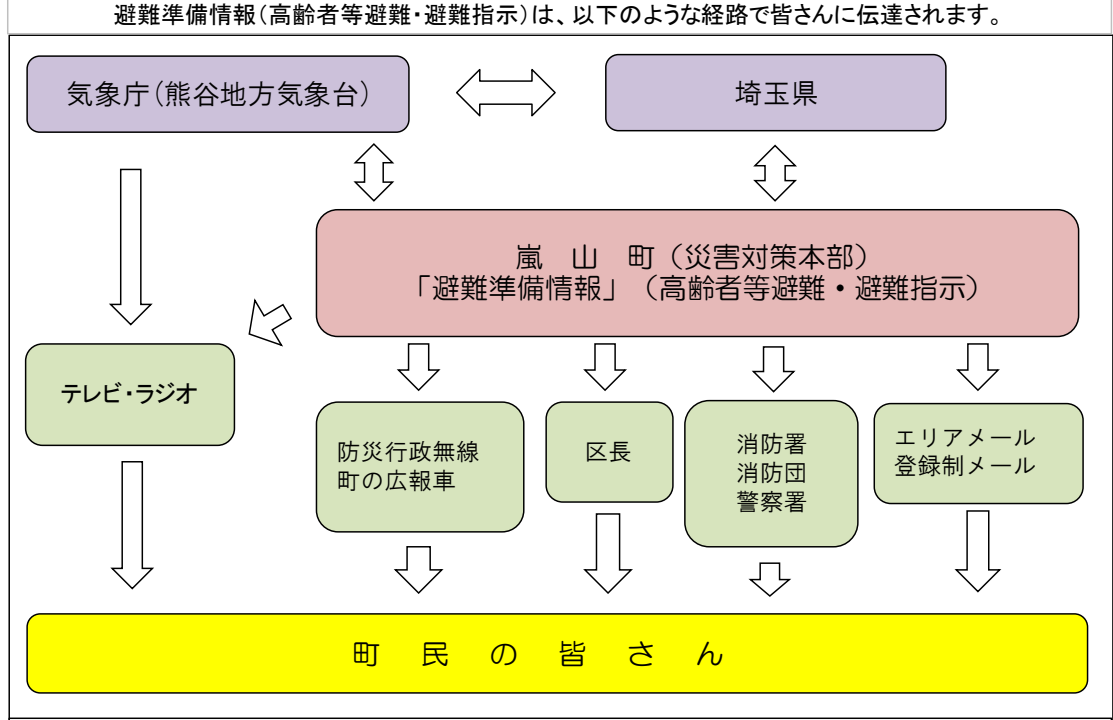 避難準備情報（高齢者等避難・避難指示）は、以下のような経路で皆さんに伝達されます。
気象庁（熊谷地方気象台）
埼玉県
嵐　山　町（災害対策本部）
「避難準備情報」（高齢者等避難・避難指示）
テレビ・ラジオ
防災行政無線
町の広報車
区長
消防署
消防団
警察署
エリアメール
登録制メール
町　民　の　皆　さ　ん